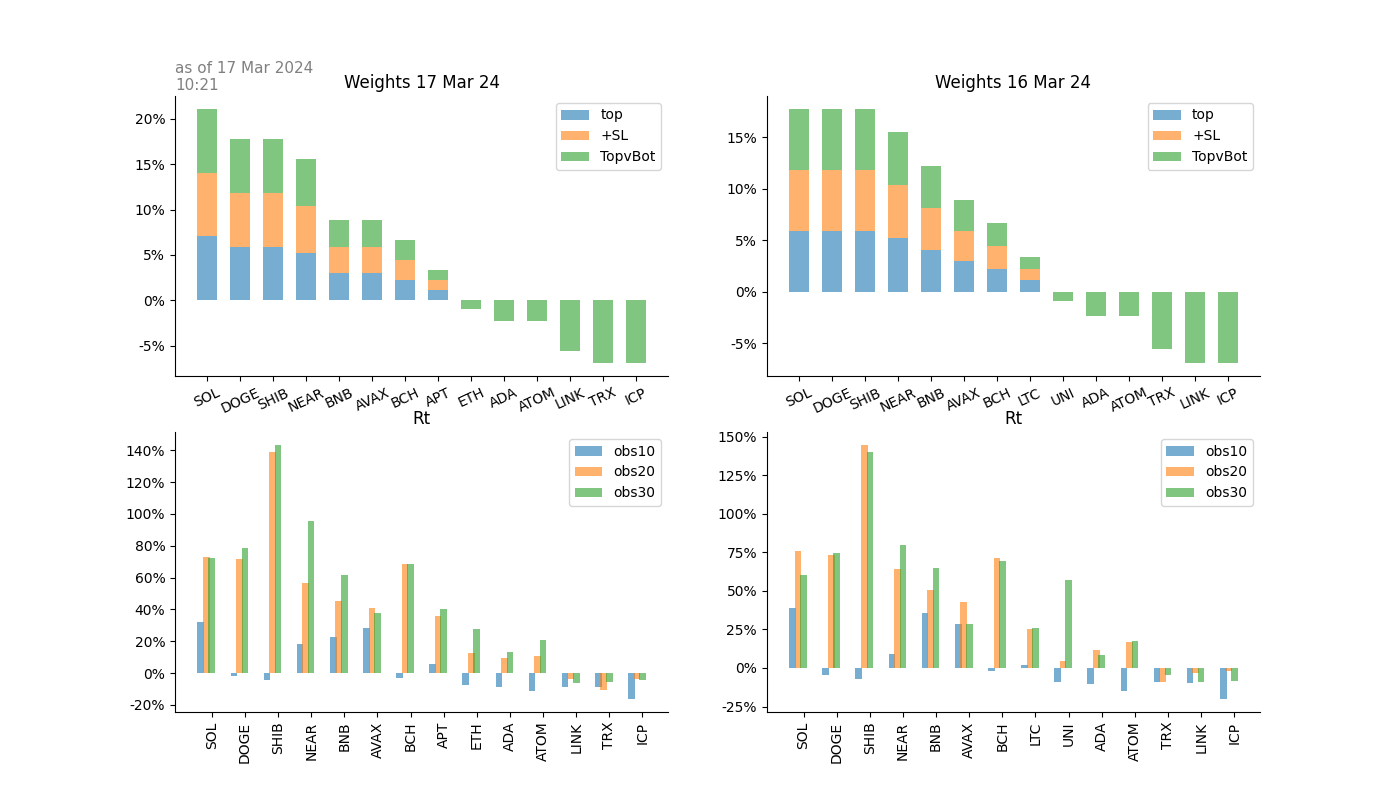 as of 17 Mar 2024
10:21
Weights 17 Mar 24
20%
15%
10%
5%
0%
-5%
top
+SL
TopvBot
SOL
DOGE
SHIB
NEAR
BNB
AVAX
BCH
APT
ETH
ADA
ATOM
LINK
TRX
ICP
Weights 16 Mar 24
15%
10%
5%
0%
-5%
top
+SL
TopvBot
SOL
DOGE
SHIB
NEAR
BNB
AVAX
BCH
LTC
UNI
ADA
ATOM
TRX
LINK
ICP
Rt
140%
120%
100%
80%
60%
40%
20%
0%
-20%
obs10
obs20
obs30
SOL
DOGE
SHIB
NEAR
BNB
AVAX
BCH
APT
ETH
ADA
ATOM
LINK
TRX
ICP
Rt
150%
125%
100%
75%
50%
25%
0%
-25%
obs10
obs20
obs30
SOL
DOGE
SHIB
NEAR
BNB
AVAX
BCH
LTC
UNI
ADA
ATOM
TRX
LINK
ICP